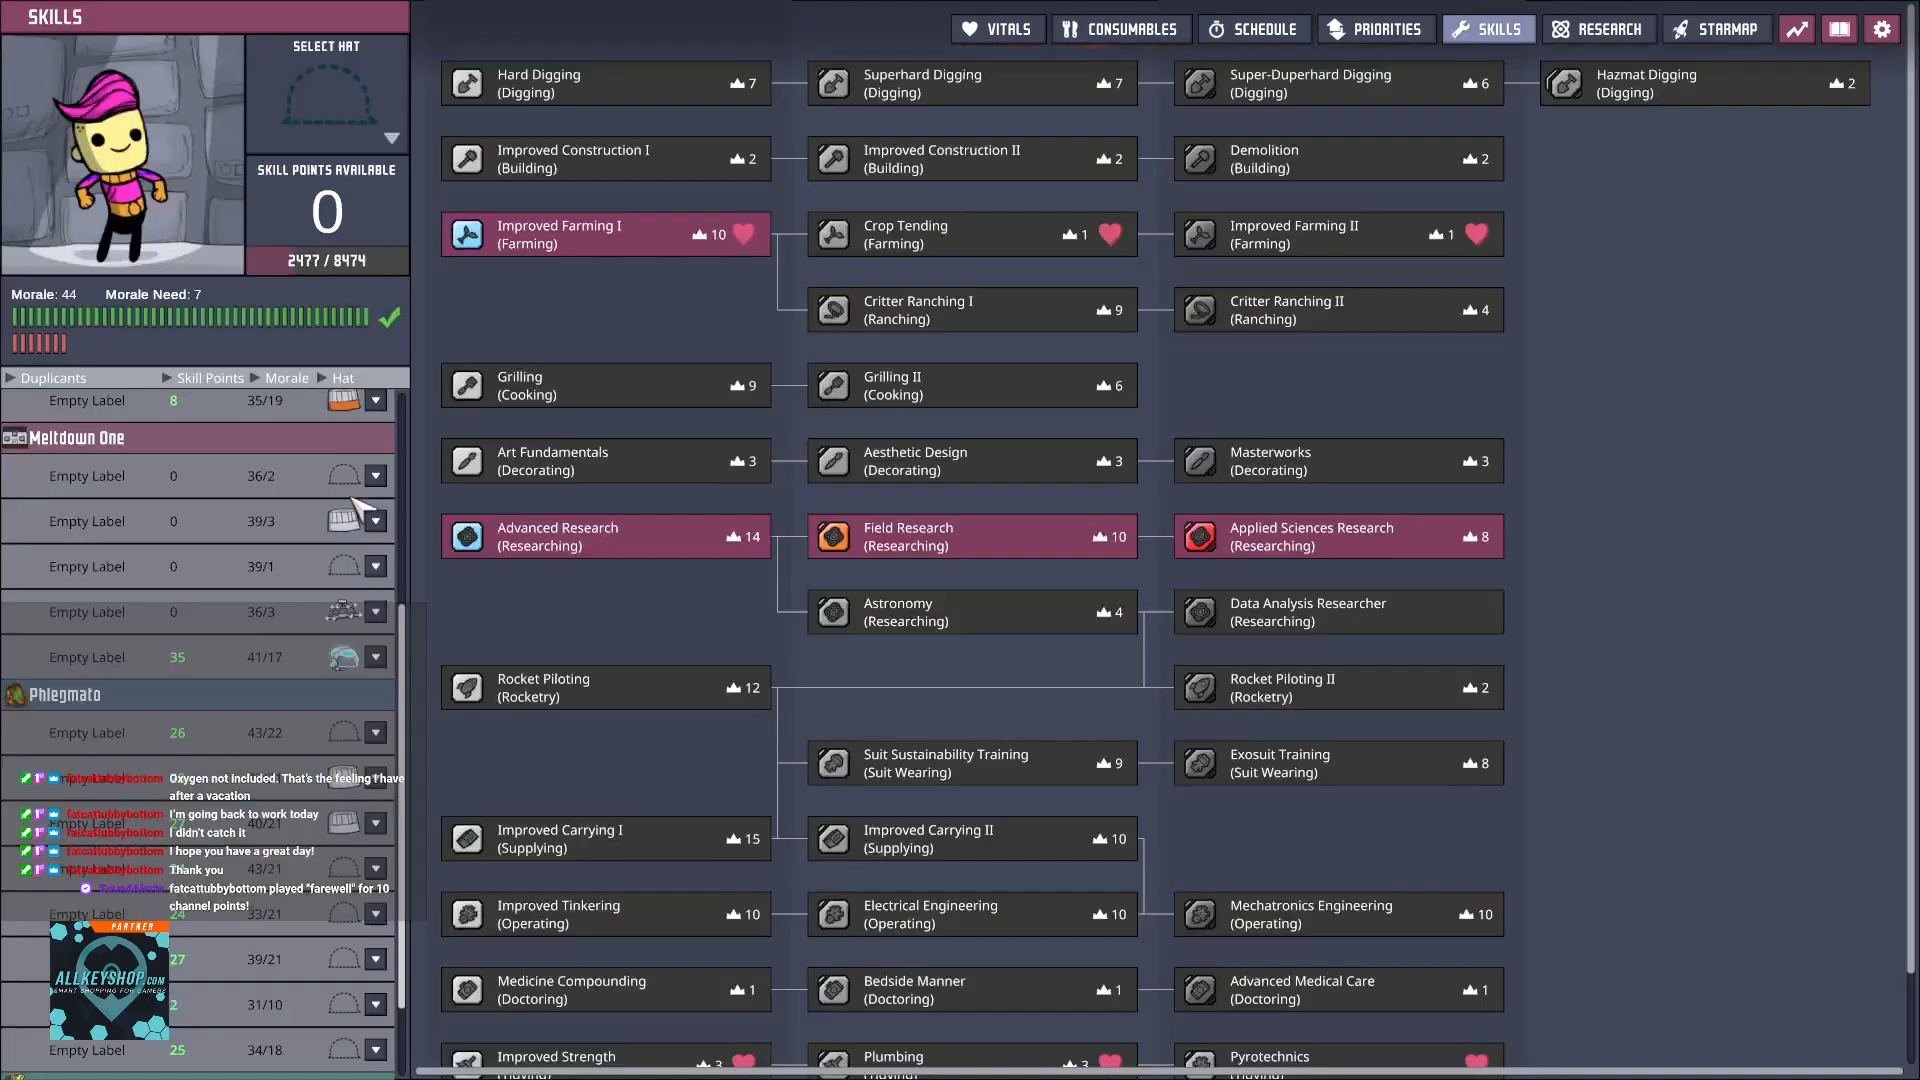 SKILLS
VITALS
CONSUMABLES
SCHEDULE
PRIORITIES
SKILLS
RESEARCH
STARMAP
SELECT HAT
SKILL POINTS AVAILABLE
0
2477 / 8474
Morale: 44 Morale Need: 7
Duplicants Skill Points Morale Hat
Empty Label 8 35/19
Meltdown One
Empty Label 0 36/2
Empty Label 0 39/3
Empty Label 0 39/1
Empty Label 0 36/3
Empty Label 35 41/17
Phlegmato
Empty Label 26 43/22
fatcattubbybottom Oxygen not included. That's the feeling I have
after a vacation
fatcattubbybottom I'm going back to work today
40/21
fatcattubbybottom I didn't catch it
fatcattubbybottom I hope you have a great day!
fatcattubbybottom Thank you
43/21
fatcattubbybottom played "farewell" for 10
channel points!
Empty Label 24 33/21
PARTNER
ALLKEYSHOP.COM
SMART SHOPPING FOR GAMERS
27 39/21
2 31/10
Empty Label 25 34/18
Hard Digging
(Digging)
7
Superhard Digging
(Digging)
7
Super-Duperhard Digging
(Digging)
6
Hazmat Digging
(Digging)
2
Improved Construction I
(Building)
2
Improved Construction II
(Building)
2
Demolition
(Building)
2
Improved Farming I
(Farming)
10
Crop Tending
(Farming)
1
Improved Farming II
(Farming)
1
Critter Ranching I
(Ranching)
9
Critter Ranching II
(Ranching)
4
Grilling
(Cooking)
9
Grilling II
(Cooking)
6
Art Fundamentals
(Decorating)
3
Aesthetic Design
(Decorating)
3
Masterworks
(Decorating)
3
Advanced Research
(Researching)
14
Field Research
(Researching)
10
Applied Sciences Research
(Researching)
8
Astronomy
(Researching)
4
Data Analysis Researcher
(Researching)
Rocket Piloting
(Rocketry)
12
Rocket Piloting II
(Rocketry)
2
Suit Sustainability Training
(Suit Wearing)
9
Exosuit Training
(Suit Wearing)
8
Improved Carrying I
(Supplying)
15
Improved Carrying II
(Supplying)
10
Improved Tinkering
(Operating)
10
Electrical Engineering
(Operating)
10
Mechatronics Engineering
(Operating)
10
Medicine Compounding
(Doctoring)
1
Bedside Manner
(Doctoring)
1
Advanced Medical Care
(Doctoring)
1
Improved Strength
3
Plumbing
3
Pyrotechnics